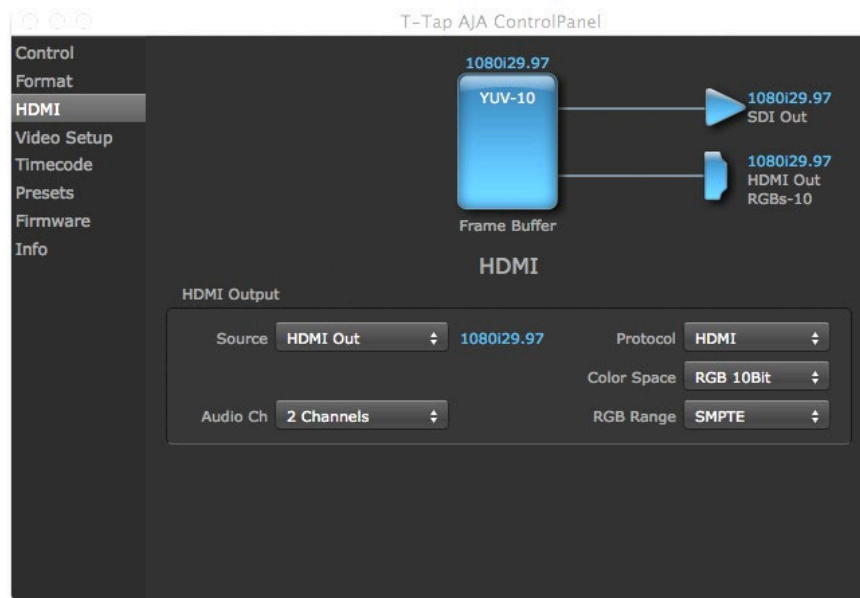 T-Tap AJA ControlPanel
Control
Format
HDMI
Video Setup
Timecode
Presets
Firmware
Info
1080i29.97
YUV-10
Frame Buffer
1080i29.97
SDI Out
1080i29.97
HDMI Out
RGBs-10
HDMI
HDMI Output
Source HDMI Out 1080i29.97 Protocol HDMI
Color Space RGB 10Bit
Audio Ch 2 Channels RGB Range SMPTE